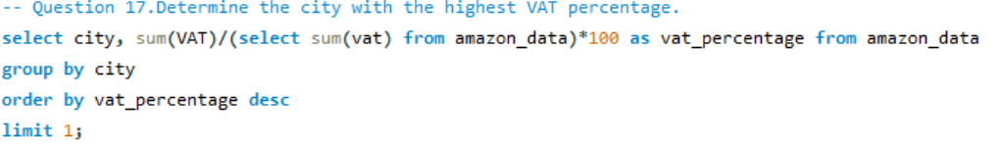 -- Question 17.Determine the city with the highest VAT percentage.
select city, sum(VAT)/(select sum(vat) from amazon_data)*100 as vat_percentage from amazon_data
group by city
order by vat_percentage desc
limit 1;